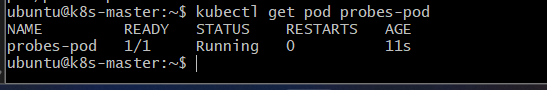 ubuntu@k8s-master:~$ kubectl get pod probes-pod
NAME         READY   STATUS    RESTARTS   AGE
probes-pod   1/1     Running   0          11s
ubuntu@k8s-master:~$